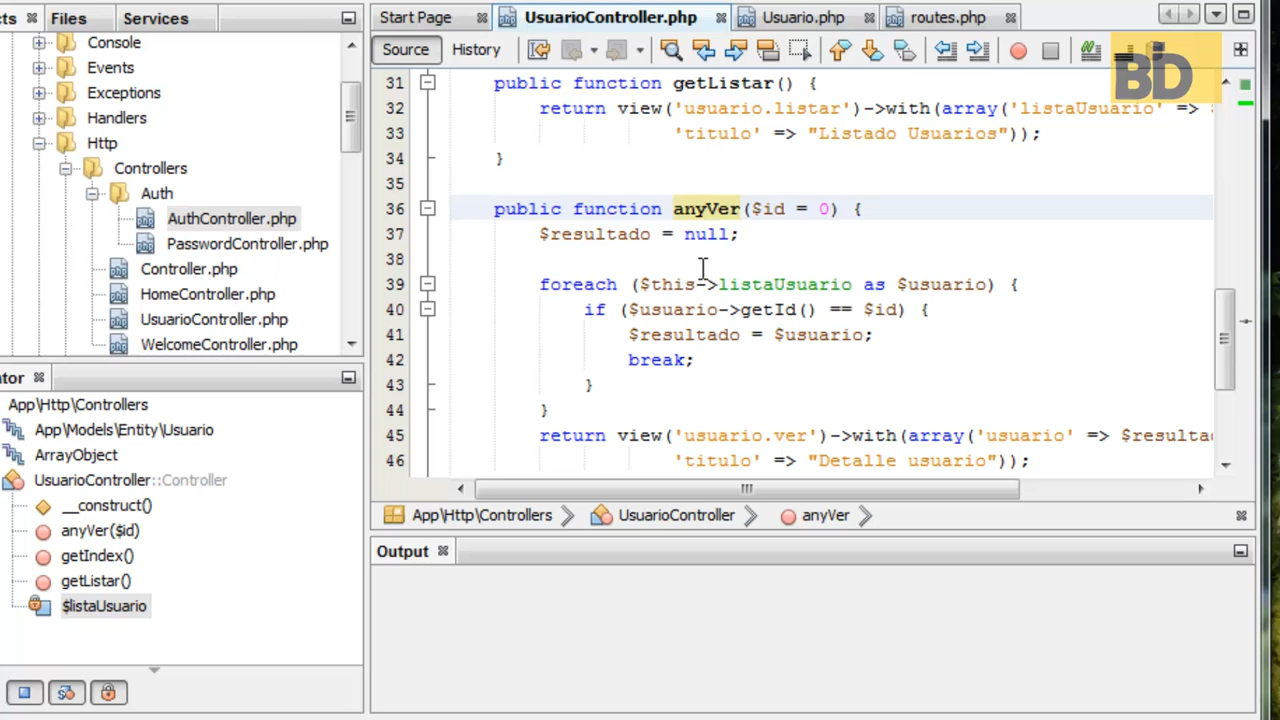 cts Files Services
Console
Events
Exceptions
Handlers
Http
Controllers
Auth
AuthController.php
PasswordController.php
Controller.php
HomeController.php
UsuarioController.php
WelcomeController.php
ator
App\Http\Controllers
App\Models\Entity\Usuario
ArrayObject
UsuarioController::Controller
__construct()
anyVer($id)
getIndex()
getListar()
$listaUsuario
Start Page UsuarioController.php Usuario.php routes.php
Source History
BD
31 public function getListar() {
32 return view('usuario.listar')->with(array('listaUsuario' =>
33 'titulo' => "Listado Usuarios"));
34 }
35
36 public function anyVer($id = 0) {
37 $resultado = null;
38
39 foreach ($this->listaUsuario as $usuario) {
40 if ($usuario->getId() == $id) {
41 $resultado = $usuario;
42 break;
43 }
44 }
45 return view('usuario.ver')->with(array('usuario' => $resultad
46 'titulo' => "Detalle usuario"));
App\Http\Controllers UsuarioController anyVer
Output